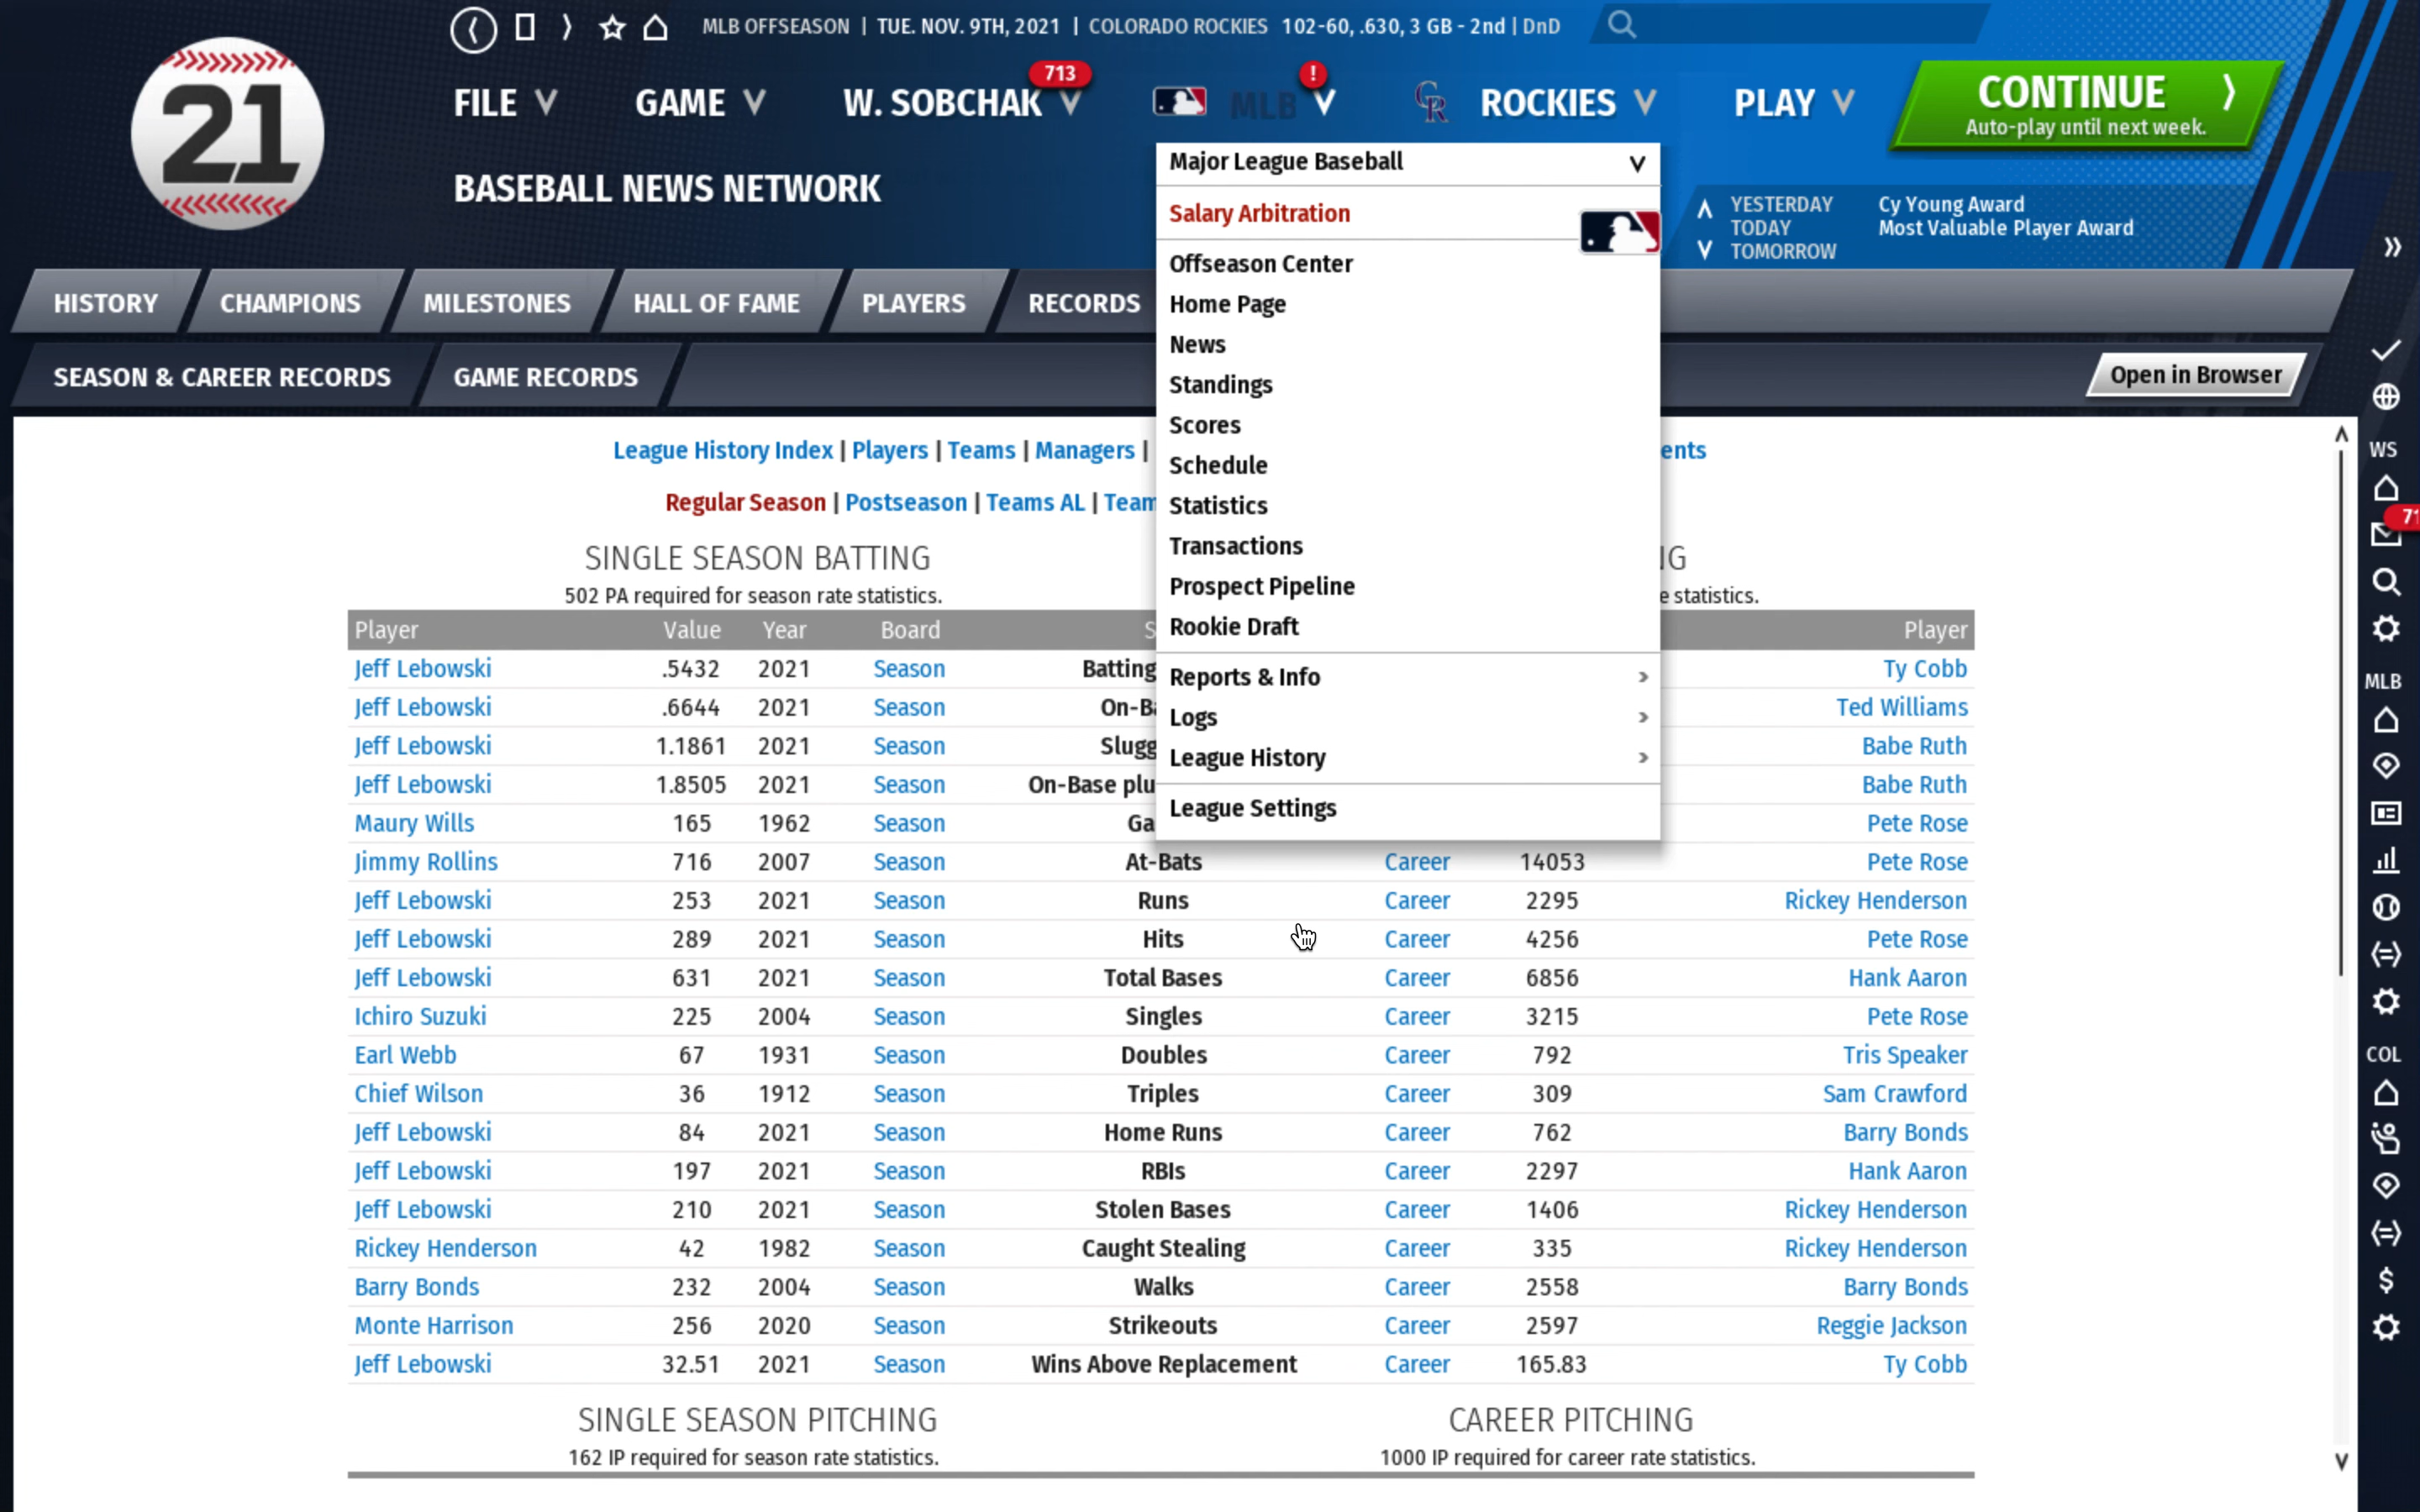 MLB OFFSEASON | TUE. NOV. 9TH, 2021 | COLORADO ROCKIES 102-60, .630, 3 GB - 2nd | DnD
21
FILE GAME W. SOBCHAK 713 MLB ! ROCKIES PLAY CONTINUE
Auto-play until next week.
BASEBALL NEWS NETWORK
YESTERDAY Cy Young Award
TODAY Most Valuable Player Award
TOMORROW
HISTORY CHAMPIONS MILESTONES HALL OF FAME PLAYERS RECORDS
SEASON & CAREER RECORDS GAME RECORDS Open in Browser
Major League Baseball
Salary Arbitration
Offseason Center
Home Page
News
Standings
Scores
Schedule
Statistics
Transactions
Prospect Pipeline
Rookie Draft
Reports & Info
Logs
League History
League Settings
League History Index | Players | Teams | Managers | ents
Regular Season | Postseason | Teams AL | Team
SINGLE SEASON BATTING NG
502 PA required for season rate statistics. e statistics.
Player Value Year Board S Player
Jeff Lebowski .5432 2021 Season Batting Ty Cobb
Jeff Lebowski .6644 2021 Season On-Ba Ted Williams
Jeff Lebowski 1.1861 2021 Season Slugg Babe Ruth
Jeff Lebowski 1.8505 2021 Season On-Base plu Babe Ruth
Maury Wills 165 1962 Season Ga Pete Rose
Jimmy Rollins 716 2007 Season At-Bats Career 14053 Pete Rose
Jeff Lebowski 253 2021 Season Runs Career 2295 Rickey Henderson
Jeff Lebowski 289 2021 Season Hits Career 4256 Pete Rose
Jeff Lebowski 631 2021 Season Total Bases Career 6856 Hank Aaron
Ichiro Suzuki 225 2004 Season Singles Career 3215 Pete Rose
Earl Webb 67 1931 Season Doubles Career 792 Tris Speaker
Chief Wilson 36 1912 Season Triples Career 309 Sam Crawford
Jeff Lebowski 84 2021 Season Home Runs Career 762 Barry Bonds
Jeff Lebowski 197 2021 Season RBIs Career 2297 Hank Aaron
Jeff Lebowski 210 2021 Season Stolen Bases Career 1406 Rickey Henderson
Rickey Henderson 42 1982 Season Caught Stealing Career 335 Rickey Henderson
Barry Bonds 232 2004 Season Walks Career 2558 Barry Bonds
Monte Harrison 256 2020 Season Strikeouts Career 2597 Reggie Jackson
Jeff Lebowski 32.51 2021 Season Wins Above Replacement Career 165.83 Ty Cobb
SINGLE SEASON PITCHING CAREER PITCHING
162 IP required for season rate statistics. 1000 IP required for career rate statistics.
WS
71
MLB
COL
$